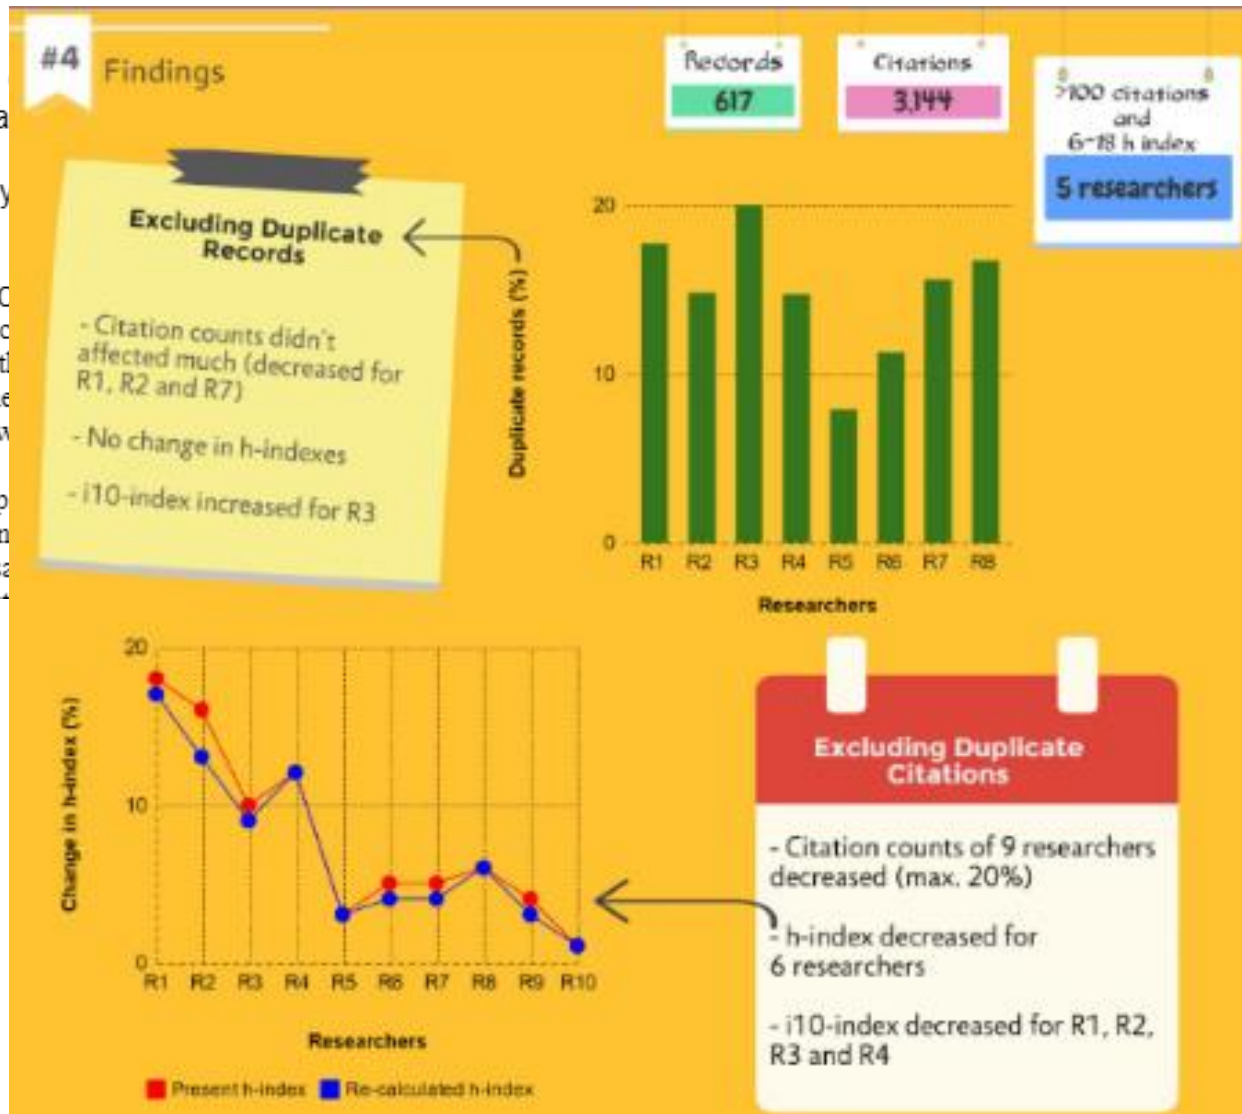 #4
Findings
Records
617
Citations
3,144
>100 citations
and
6-18 h index
5 researchers
Excluding Duplicate
Records
- Citation counts didn't
affected much (decreased for
R1, R2 and R7)
- No change in h-indexes
- i10-index increased for R3
Duplicate records (%)
20
10
0
R1 R2 R3 R4 R5 R6 R7 R8
Researchers
Change in h-index (%)
20
10
0
R1 R2 R3 R4 R5 R6 R7 R8 R9 R10
Researchers
Present h-index Re-calculated h-index
Excluding Duplicate
Citations
- Citation counts of 9 researchers
decreased (max. 20%)
- h-index decreased for
6 researchers
- i10-index decreased for R1, R2,
R3 and R4